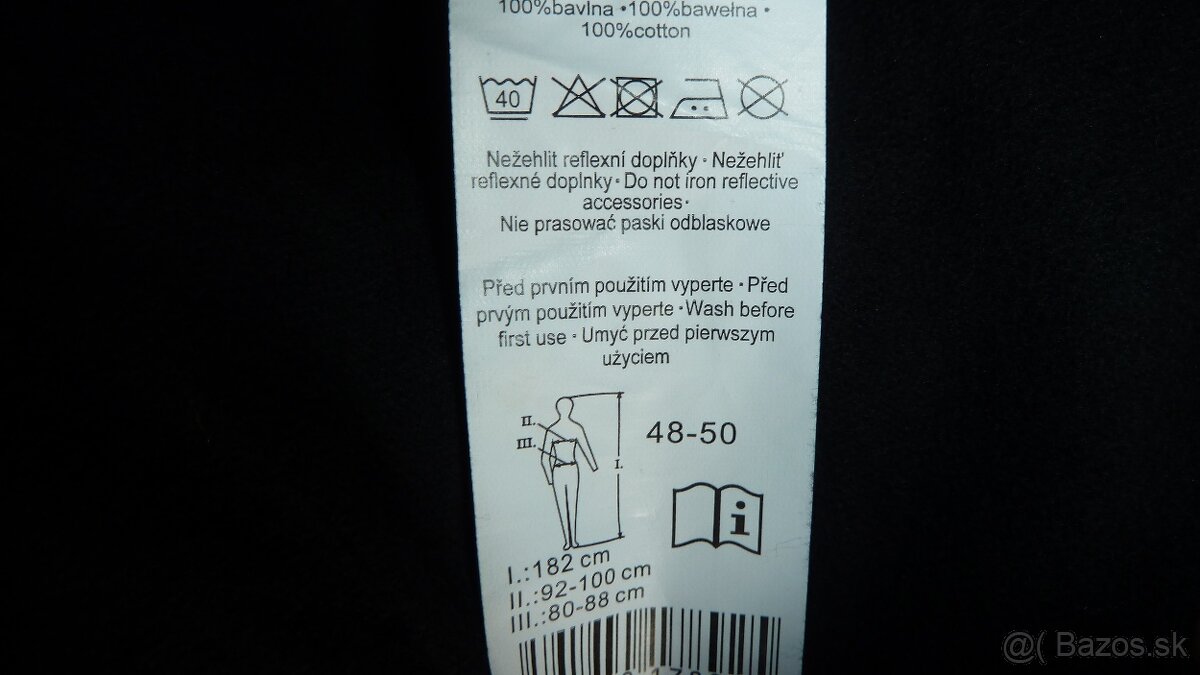 100%bavlna •100%bawełna •
100%cotton
40
Nežehlit reflexní doplňky • Nežehliť
reflexné doplnky• Do not iron reflective
accessories•
Nie prasować paski odblaskowe
Před prvním použitím vyperte • Před
prvým použitím vyperte •Wash before
first use • Umyć przed pierwszym
użyciem
II.
III.
I.
48-50
i
I.:182 cm
II.:92-100 cm
III.:80-88 cm
@( Bazos.sk